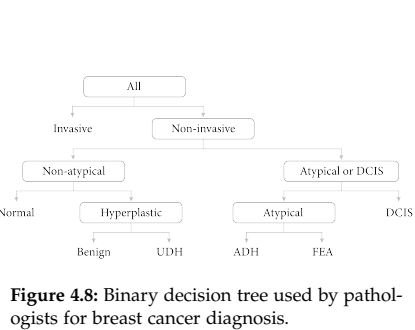 All
Invasive
Non-invasive
Non-atypical
Atypical or DCIS
Normal
Hyperplastic
Atypical
DCIS
Benign
UDH
ADH
FEA
Figure 4.8: Binary decision tree used by pathol-
ogists for breast cancer diagnosis.